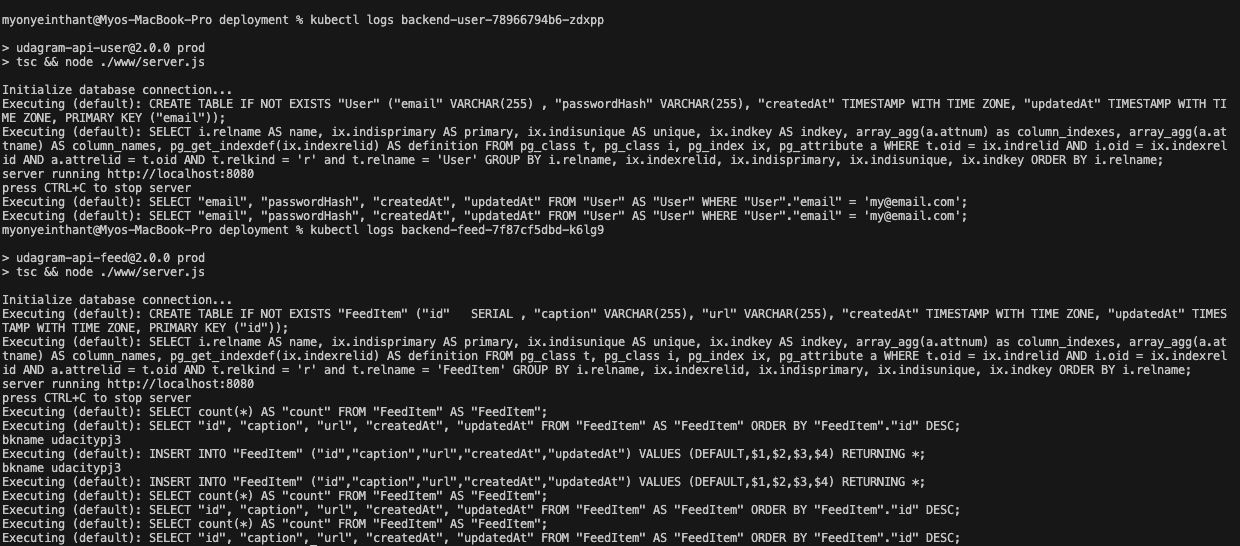 myonyeinthant@Myos-MacBook-Pro deployment % kubectl logs backend-user-78966794b6-zdxpp
> udagram-api-user@2.0.0 prod
> tsc && node ./www/server.js
Initialize database connection...
Executing (default): CREATE TABLE IF NOT EXISTS "User" ("email" VARCHAR(255) , "passwordHash" VARCHAR(255), "createdAt" TIMESTAMP WITH TIME ZONE, "updatedAt" TIMESTAMP WITH TI
ME ZONE, PRIMARY KEY ("email"));
Executing (default): SELECT i.relname AS name, ix.indisprimary AS primary, ix.indisunique AS unique, ix.indkey AS indkey, array_agg(a.attnum) as column_indexes, array_agg(a.at
tname) AS column_names, pg_get_indexdef(ix.indexrelid) AS definition FROM pg_class t, pg_class i, pg_index ix, pg_attribute a WHERE t.oid = ix.indrelid AND i.oid = ix.indexrel
id AND a.attrelid = t.oid AND t.relkind = 'r' and t.relname = 'User' GROUP BY i.relname, ix.indexrelid, ix.indisprimary, ix.indisunique, ix.indkey ORDER BY i.relname;
server running http://localhost:8080
press CTRL+C to stop server
Executing (default): SELECT "email", "passwordHash", "createdAt", "updatedAt" FROM "User" AS "User" WHERE "User"."email" = 'my@email.com';
Executing (default): SELECT "email", "passwordHash", "createdAt", "updatedAt" FROM "User" AS "User" WHERE "User"."email" = 'my@email.com';
myonyeinthant@Myos-MacBook-Pro deployment % kubectl logs backend-feed-7f87cf5dbd-k6lg9
> udagram-api-feed@2.0.0 prod
> tsc && node ./www/server.js
Initialize database connection...
Executing (default): CREATE TABLE IF NOT EXISTS "FeedItem" ("id"   SERIAL , "caption" VARCHAR(255), "url" VARCHAR(255), "createdAt" TIMESTAMP WITH TIME ZONE, "updatedAt" TIMES
TAMP WITH TIME ZONE, PRIMARY KEY ("id"));
Executing (default): SELECT i.relname AS name, ix.indisprimary AS primary, ix.indisunique AS unique, ix.indkey AS indkey, array_agg(a.attnum) as column_indexes, array_agg(a.at
tname) AS column_names, pg_get_indexdef(ix.indexrelid) AS definition FROM pg_class t, pg_class i, pg_index ix, pg_attribute a WHERE t.oid = ix.indrelid AND i.oid = ix.indexrel
id AND a.attrelid = t.oid AND t.relkind = 'r' and t.relname = 'FeedItem' GROUP BY i.relname, ix.indexrelid, ix.indisprimary, ix.indisunique, ix.indkey ORDER BY i.relname;
server running http://localhost:8080
press CTRL+C to stop server
Executing (default): SELECT count(*) AS "count" FROM "FeedItem" AS "FeedItem";
Executing (default): SELECT "id", "caption", "url", "createdAt", "updatedAt" FROM "FeedItem" AS "FeedItem" ORDER BY "FeedItem"."id" DESC;
bkname udacitypj3
Executing (default): INSERT INTO "FeedItem" ("id","caption","url","createdAt","updatedAt") VALUES (DEFAULT,$1,$2,$3,$4) RETURNING *;
bkname udacitypj3
Executing (default): INSERT INTO "FeedItem" ("id","caption","url","createdAt","updatedAt") VALUES (DEFAULT,$1,$2,$3,$4) RETURNING *;
Executing (default): SELECT count(*) AS "count" FROM "FeedItem" AS "FeedItem";
Executing (default): SELECT "id", "caption", "url", "createdAt", "updatedAt" FROM "FeedItem" AS "FeedItem" ORDER BY "FeedItem"."id" DESC;
Executing (default): SELECT count(*) AS "count" FROM "FeedItem" AS "FeedItem";
Executing (default): SELECT "id", "caption", "url", "createdAt", "updatedAt" FROM "FeedItem" AS "FeedItem" ORDER BY "FeedItem"."id" DESC;